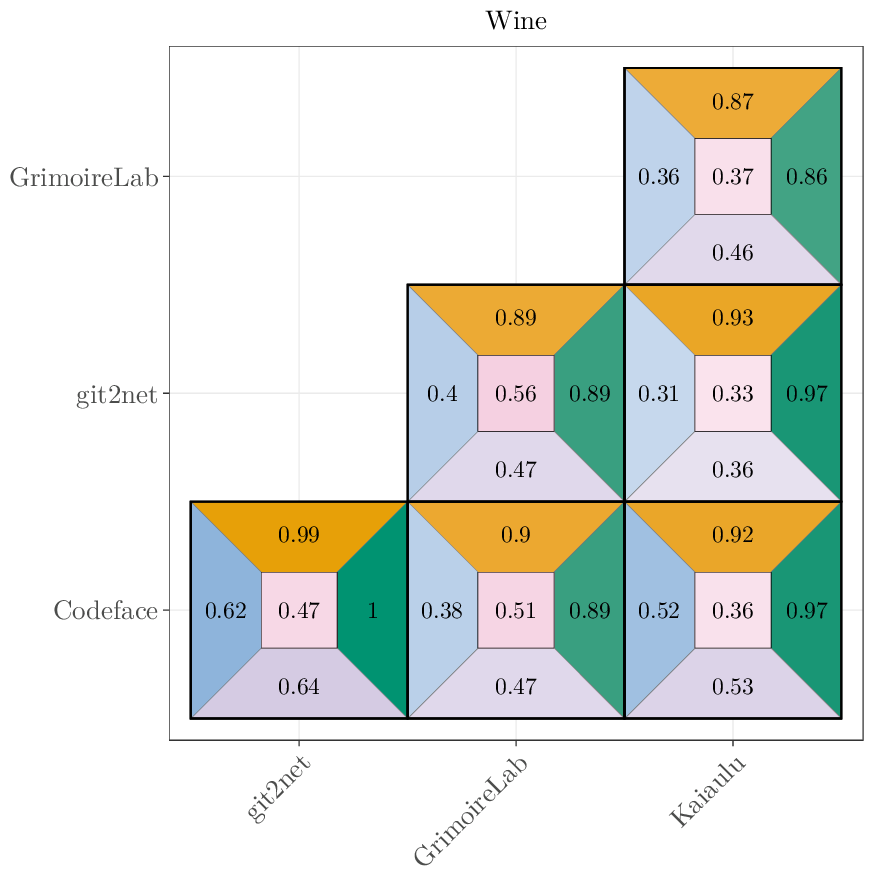 Wine
GrimoireLab
0.87
0.36 0.37 0.86
0.46
git2net
0.89 0.93
0.4 0.56 0.89 0.31 0.33 0.97
0.47 0.36
Codeface
0.99 0.9 0.92
0.62 0.47 1 0.38 0.51 0.89 0.52 0.36 0.97
0.64 0.47 0.53
git2net GrimoireLab Kaiaulu